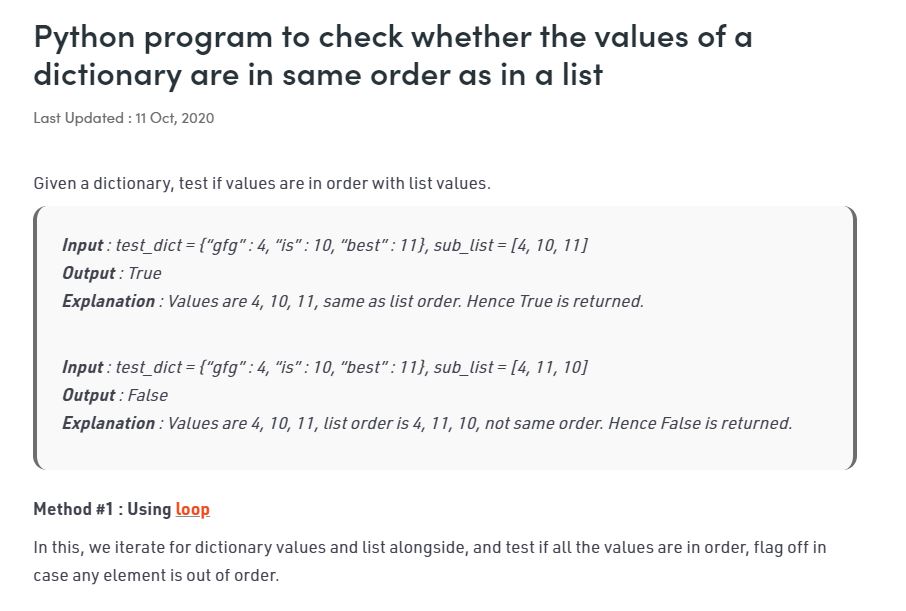 Python program to check whether the values of a
dictionary are in same order as in a list
Last Updated : 11 Oct, 2020
Given a dictionary, test if values are in order with list values.
Input : test_dict = {“gfg” : 4, “is” : 10, “best” : 11}, sub_list = [4, 10, 11]
Output : True
Explanation : Values are 4, 10, 11, same as list order. Hence True is returned.
Input : test_dict = {“gfg” : 4, “is” : 10, “best” : 11}, sub_list = [4, 11, 10]
Output : False
Explanation : Values are 4, 10, 11, list order is 4, 11, 10, not same order. Hence False is returned.
Method #1 : Using loop
In this, we iterate for dictionary values and list alongside, and test if all the values are in order, flag off in
case any element is out of order.